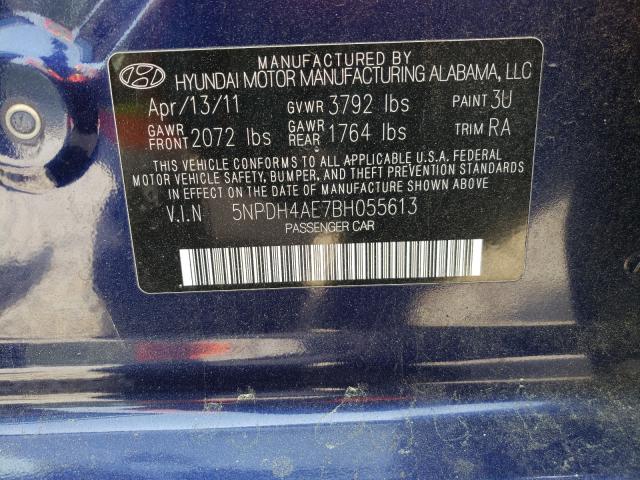 MANUFACTURED BY
HYUNDAI MOTOR MANUFACTURING ALABAMA, LLC
Apr/13/11 GVWR 3792 lbs PAINT 3U
GAWR FRONT 2072 lbs GAWR REAR 1764 lbs TRIM RA
THIS VEHICLE CONFORMS TO ALL APPLICABLE U.S.A. FEDERAL
MOTOR VEHICLE SAFETY, BUMPER, AND THEFT PREVENTION STANDARDS
IN EFFECT ON THE DATE OF MANUFACTURE SHOWN ABOVE.
V.I.N 5NPDH4AE7BH055613
PASSENGER CAR